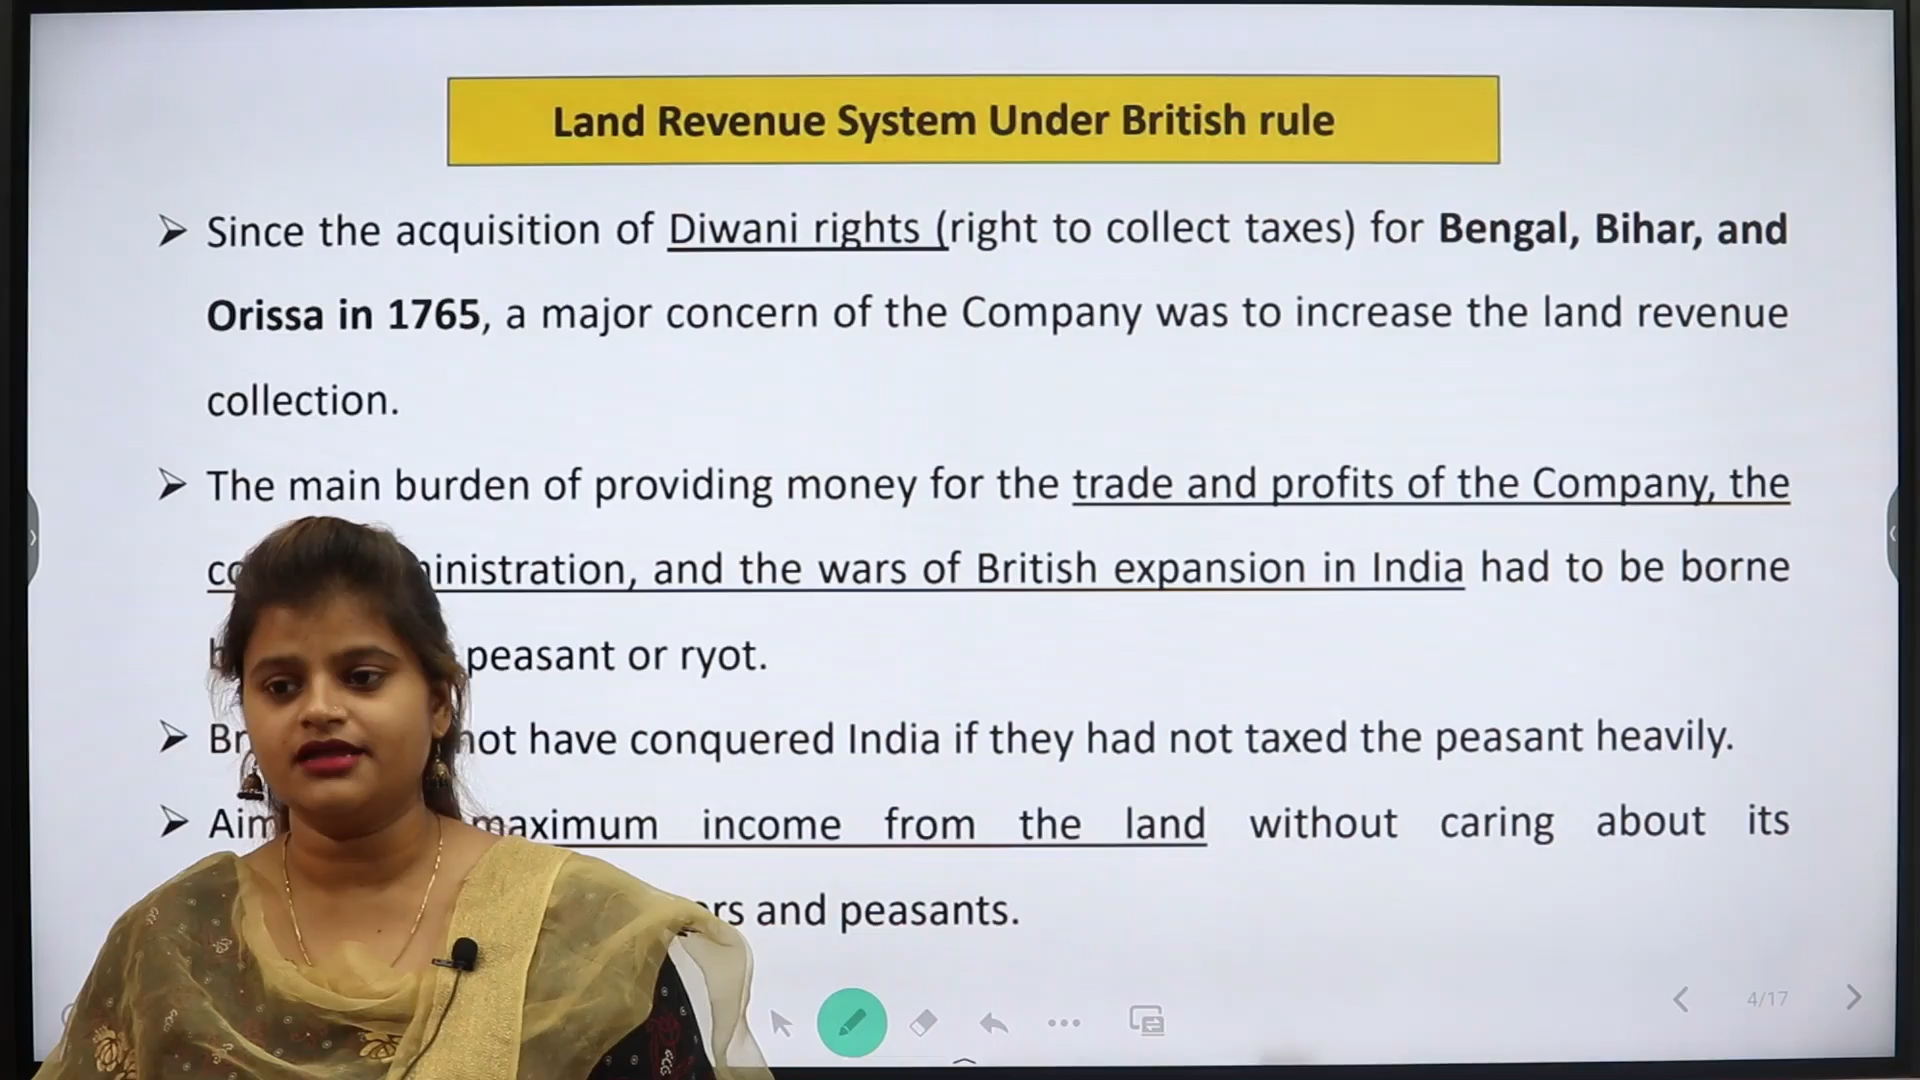 Land Revenue System Under British rule
Since the acquisition of Diwani rights (right to collect taxes) for Bengal, Bihar, and
Orissa in 1765, a major concern of the Company was to increase the land revenue
collection.
The main burden of providing money for the trade and profits of the Company, the
and the wars of British expansion in India had to be borne
peasant or ryot.
not have conquered India if they had not taxed the peasant heavily.
maximum income from the land without caring about its
and peasants.
4/17